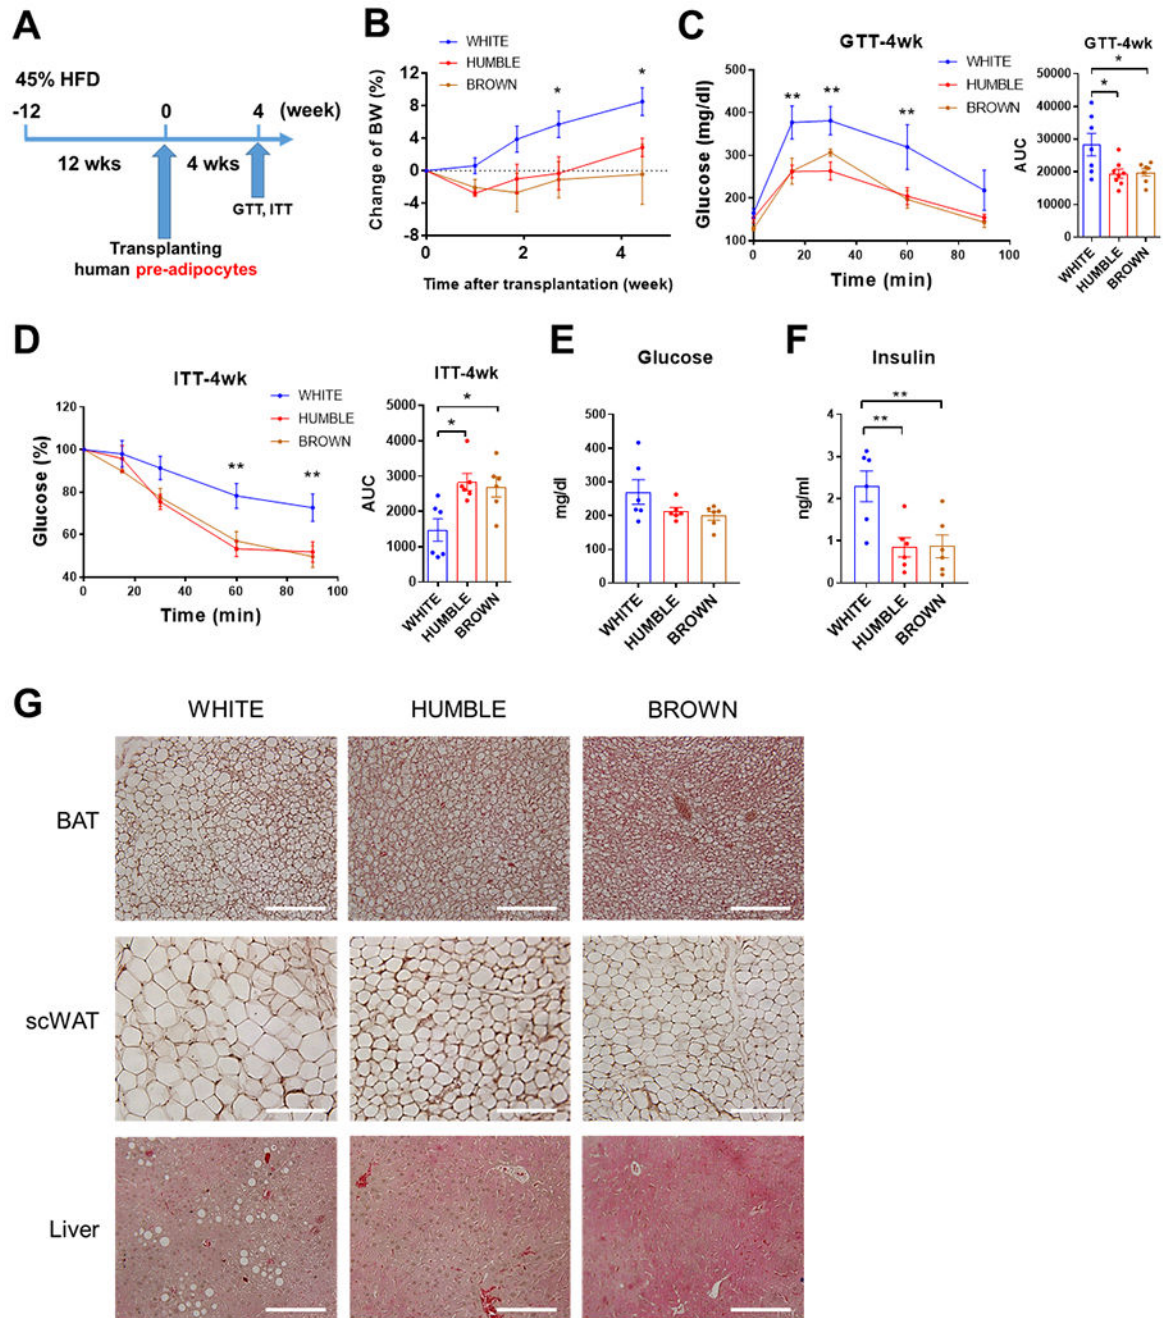 A
45% HFD
-12
0
4
(week)
12 wks
4 wks
GTT, ITT
Transplanting
human pre-adipocytes
B
WHITE
HUMBLE
BROWN
Change of BW (%)
12
8
4
0
-4
-8
*
*
0
2
4
Time after transplantation (week)
C
GTT-4wk
WHITE
HUMBLE
BROWN
Glucose (mg/dl)
500
400
300
200
100
**
**
**
0
20
40
60
80
100
Time (min)
GTT-4wk
*
*
AUC
50000
40000
30000
20000
10000
0
WHITE
HUMBLE
BROWN
D
ITT-4wk
WHITE
HUMBLE
BROWN
Glucose (%)
120
100
80
60
40
**
**
0
20
40
60
80
100
Time (min)
ITT-4wk
*
*
AUC
5000
4000
3000
2000
1000
0
WHITE
HUMBLE
BROWN
E
Glucose
mg/dl
500
400
300
200
100
0
WHITE
HUMBLE
BROWN
F
Insulin
**
**
ng/ml
4
3
2
1
0
WHITE
HUMBLE
BROWN
G
WHITE
HUMBLE
BROWN
BAT
scWAT
Liver